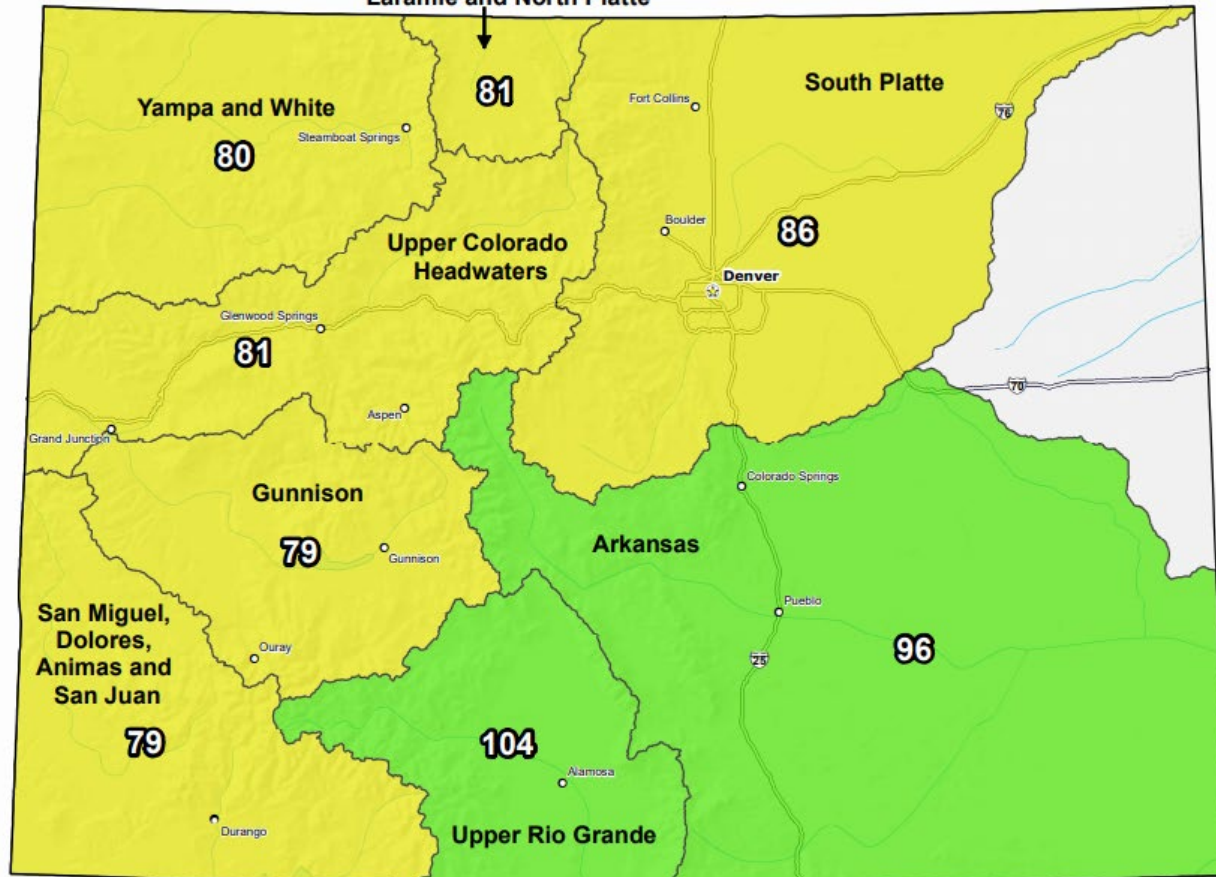 Laramie and North Platte
81
Yampa and White
80
Steamboat Springs
Fort Collins
South Platte
76
Boulder
86
Denver
Upper Colorado
Headwaters
Glenwood Springs
81
Aspen
Grand Junction
70
Gunnison
79
Gunnison
Colorado Springs
Arkansas
Pueblo
96
25
San Miguel,
Dolores,
Animas and
San Juan
79
Ouray
Durango
104
Alamosa
Upper Rio Grande